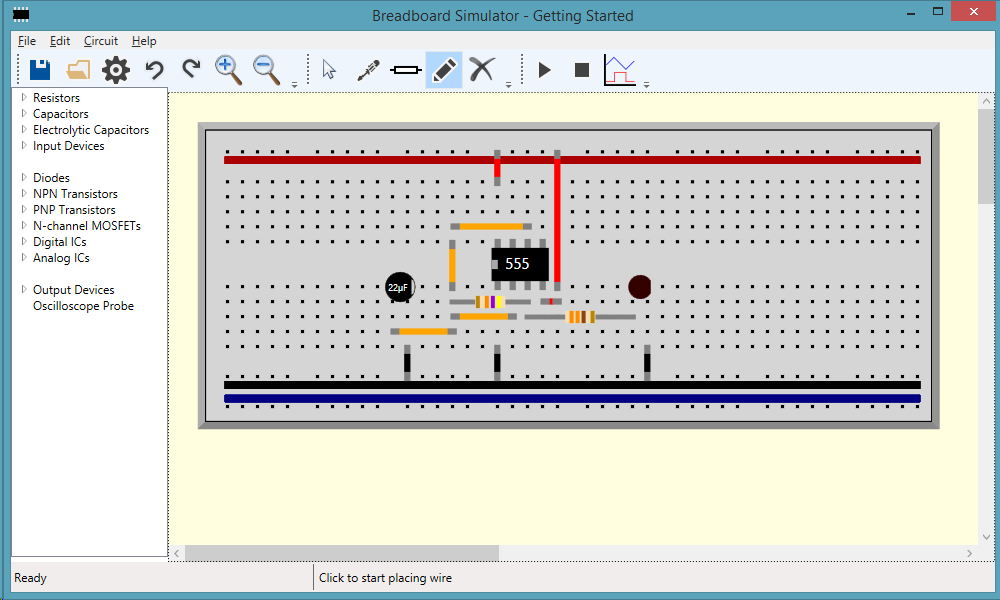 Breadboard Simulator - Getting Started
File Edit Circuit Help
Resistors
Capacitors
Electrolytic Capacitors
Input Devices
Diodes
NPN Transistors
PNP Transistors
N-channel MOSFETs
Digital ICs
Analog ICs
Output Devices
Oscilloscope Probe
555
22µF
Ready
Click to start placing wire